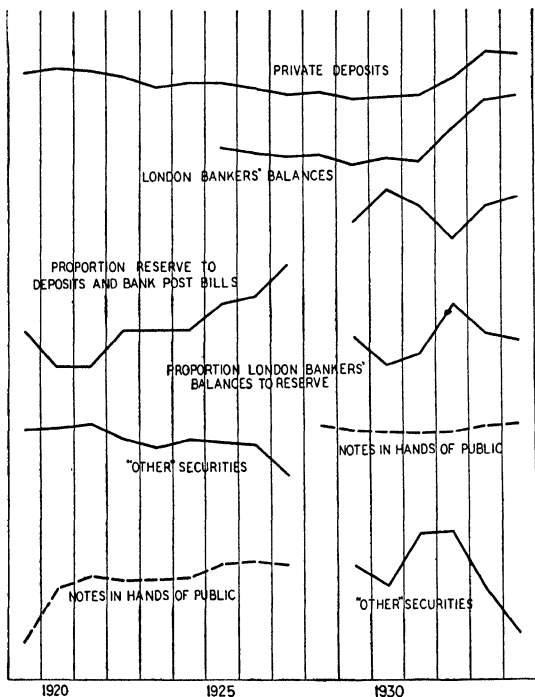 PRIVATE DEPOSITS
LONDON BANKERS' BALANCES
PROPORTION RESERVE TO
DEPOSITS AND BANK POST BILLS
PROPORTION LONDON BANKERS'
BALANCES TO RESERVE
NOTES IN HANDS OF PUBLIC
"OTHER" SECURITIES
NOTES IN HANDS OF PUBLIC
"OTHER" SECURITIES
1920 1925 1930